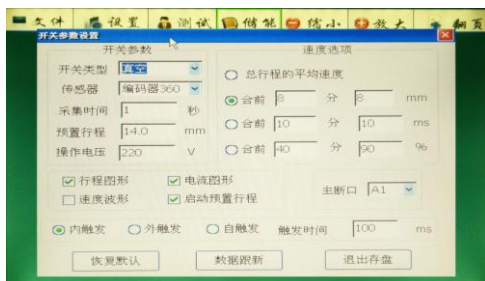 文件 设置 测试 储能 缩小 放大 翻页
开关参数设置
开关参数
开关类型 真空
传感器 编码器360
采集时间 1 秒
预置行程 14.0 mm
操作电压 220 V
速度选项
总行程的平均速度
合前 8 分 8 mm
合前 10 分 10 ms
合前 40 分 90 %
行程图形 电流图形
速度波形 启动预置行程
主断口 A1
内触发 外触发 自触发 触发时间 100 ms
恢复默认 数据跟新 退出存盘